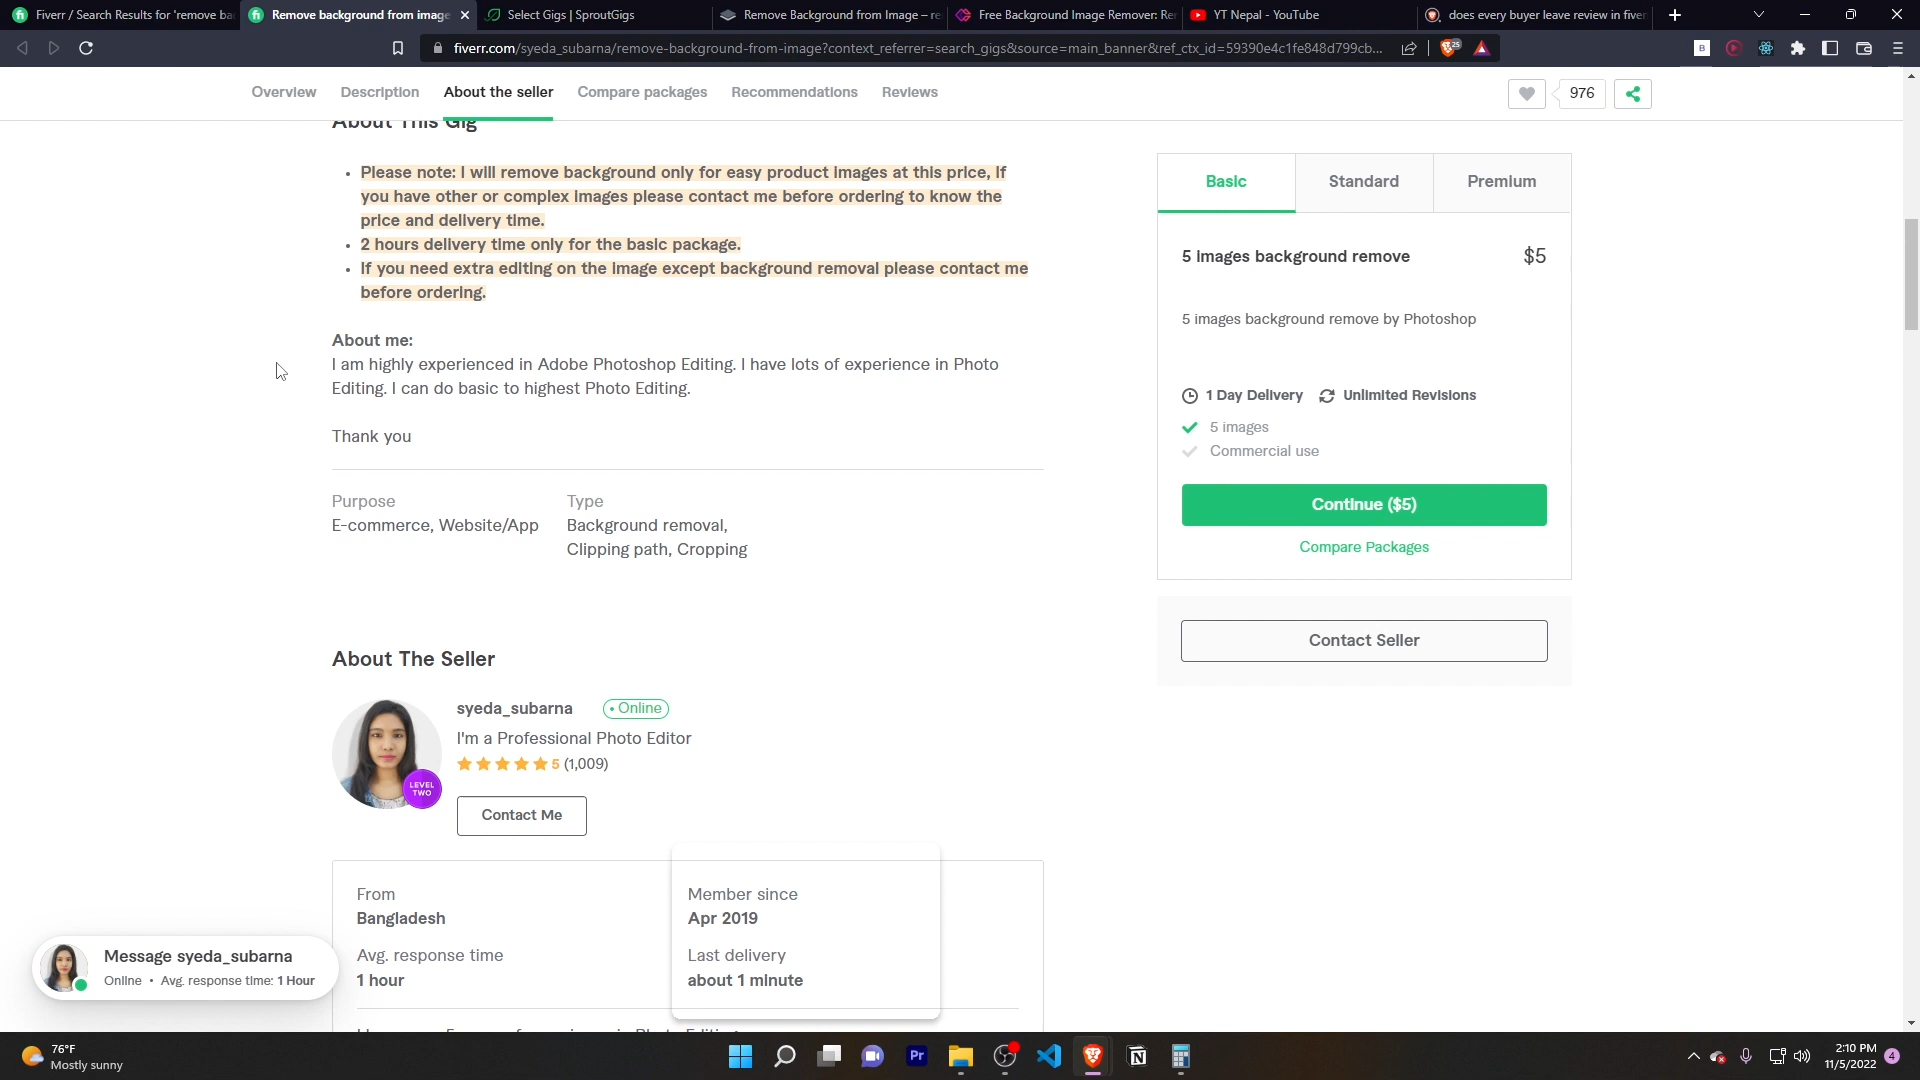 Fiverr / Search Results for 'remove ba
Remove background from image
Select Gigs | SproutGigs
Remove Background from Image – re
Free Background Image Remover: Re
YT Nepal - YouTube
does every buyer leave review in fiver
fiverr.com/syeda_subarna/remove-background-from-image?context_referrer=search_gigs&source=main_banner&ref_ctx_id=59390e4c1fe848d799cb...
25
Overview
Description
About the seller
Compare packages
Recommendations
Reviews
976
About This Gig
Please note: I will remove background only for easy product images at this price, If
you have other or complex images please contact me before ordering to know the
price and delivery time.
2 hours delivery time only for the basic package.
If you need extra editing on the image except background removal please contact me
before ordering.
About me:
I am highly experienced in Adobe Photoshop Editing. I have lots of experience in Photo
Editing. I can do basic to highest Photo Editing.
Thank you
Purpose
E-commerce, Website/App
Type
Background removal,
Clipping path, Cropping
Basic
Standard
Premium
5 images background remove
$5
5 images background remove by Photoshop
1 Day Delivery
Unlimited Revisions
5 images
Commercial use
Continue ($5)
Compare Packages
Contact Seller
About The Seller
syeda_subarna
• Online
I'm a Professional Photo Editor
5 (1,009)
LEVEL
TWO
Contact Me
From
Bangladesh
Member since
Apr 2019
Avg. response time
1 hour
Last delivery
about 1 minute
Message syeda_subarna
Online • Avg. response time: 1 Hour
76°F
Mostly sunny
Pr
2:10 PM
11/5/2022
4